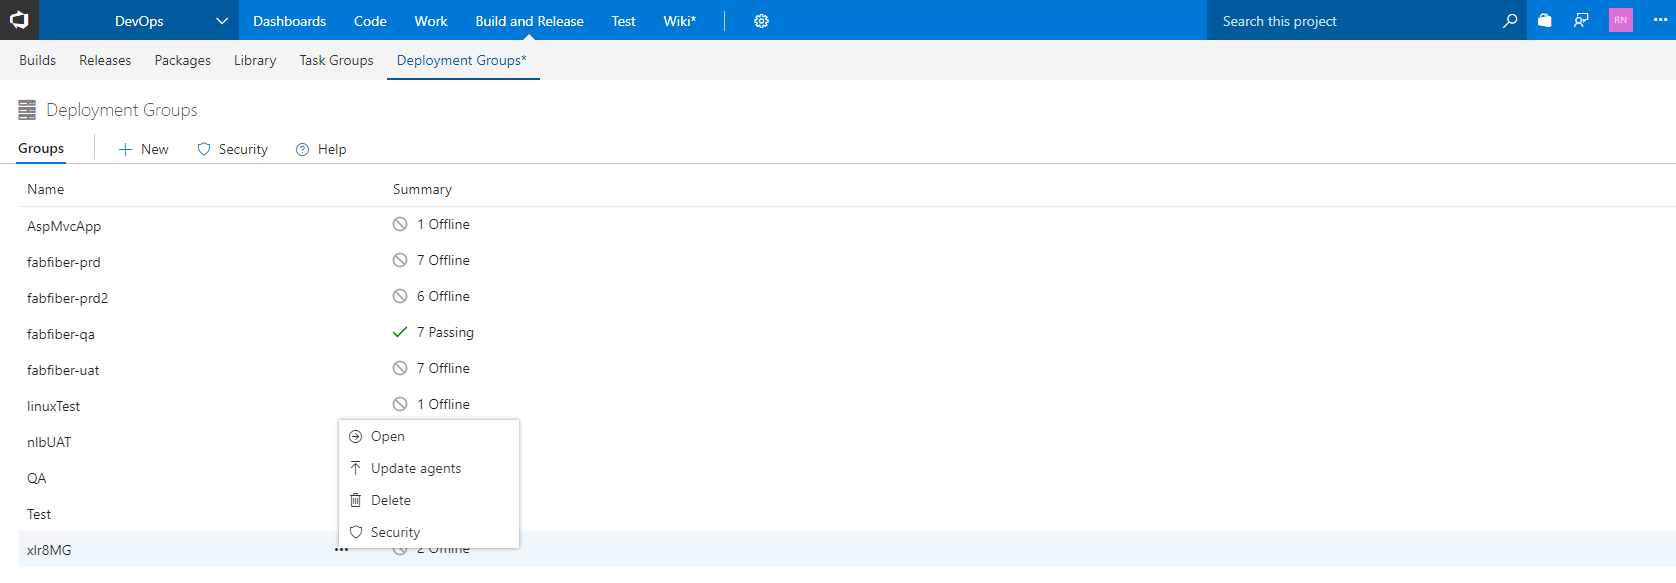 DevOps Dashboards Code Work Build and Release Test Wiki* Search this project RN
Builds Releases Packages Library Task Groups Deployment Groups*
Deployment Groups
Groups New Security Help
Name Summary
AspMvcApp 1 Offline
fabfiber-prd 7 Offline
fabfiber-prd2 6 Offline
fabfiber-qa 7 Passing
fabfiber-uat 7 Offline
linuxTest 1 Offline
nlbUAT Open
Update agents
QA
Delete
Test
Security
xlr8MG 2 Offline